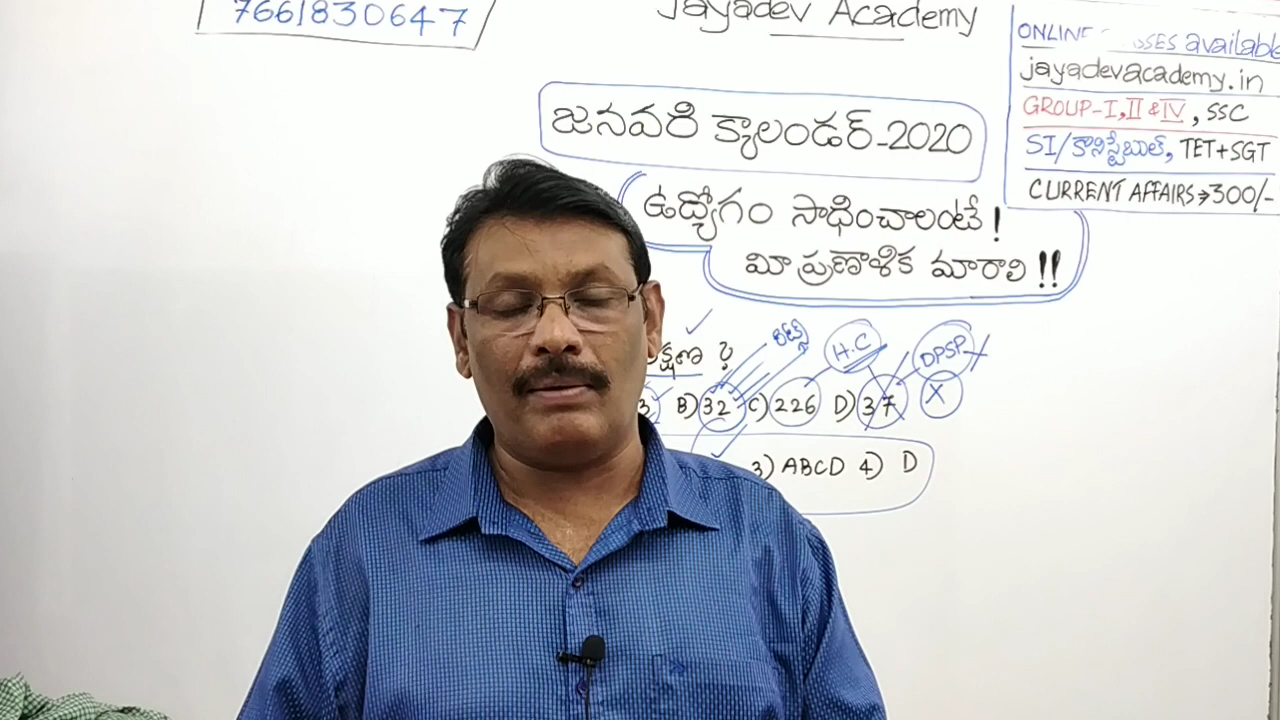 7661830647
Jayadev Academy
ONLINE available
jayadevacademy.in
GROUP-I, II & IV, SSC
SI/కానిస్టేబుల్, TET+SGT
CURRENT AFFAIRS → 300/-
జనవరి క్యాలండర్-2020
ఉద్యోగం సాధించాలంటే!
మీ ప్రణాళిక మారాలి!!
?
రిట్స్ H.C DPSP X
B) 32 C) 226 D) 37 X
3) ABCD 4) D